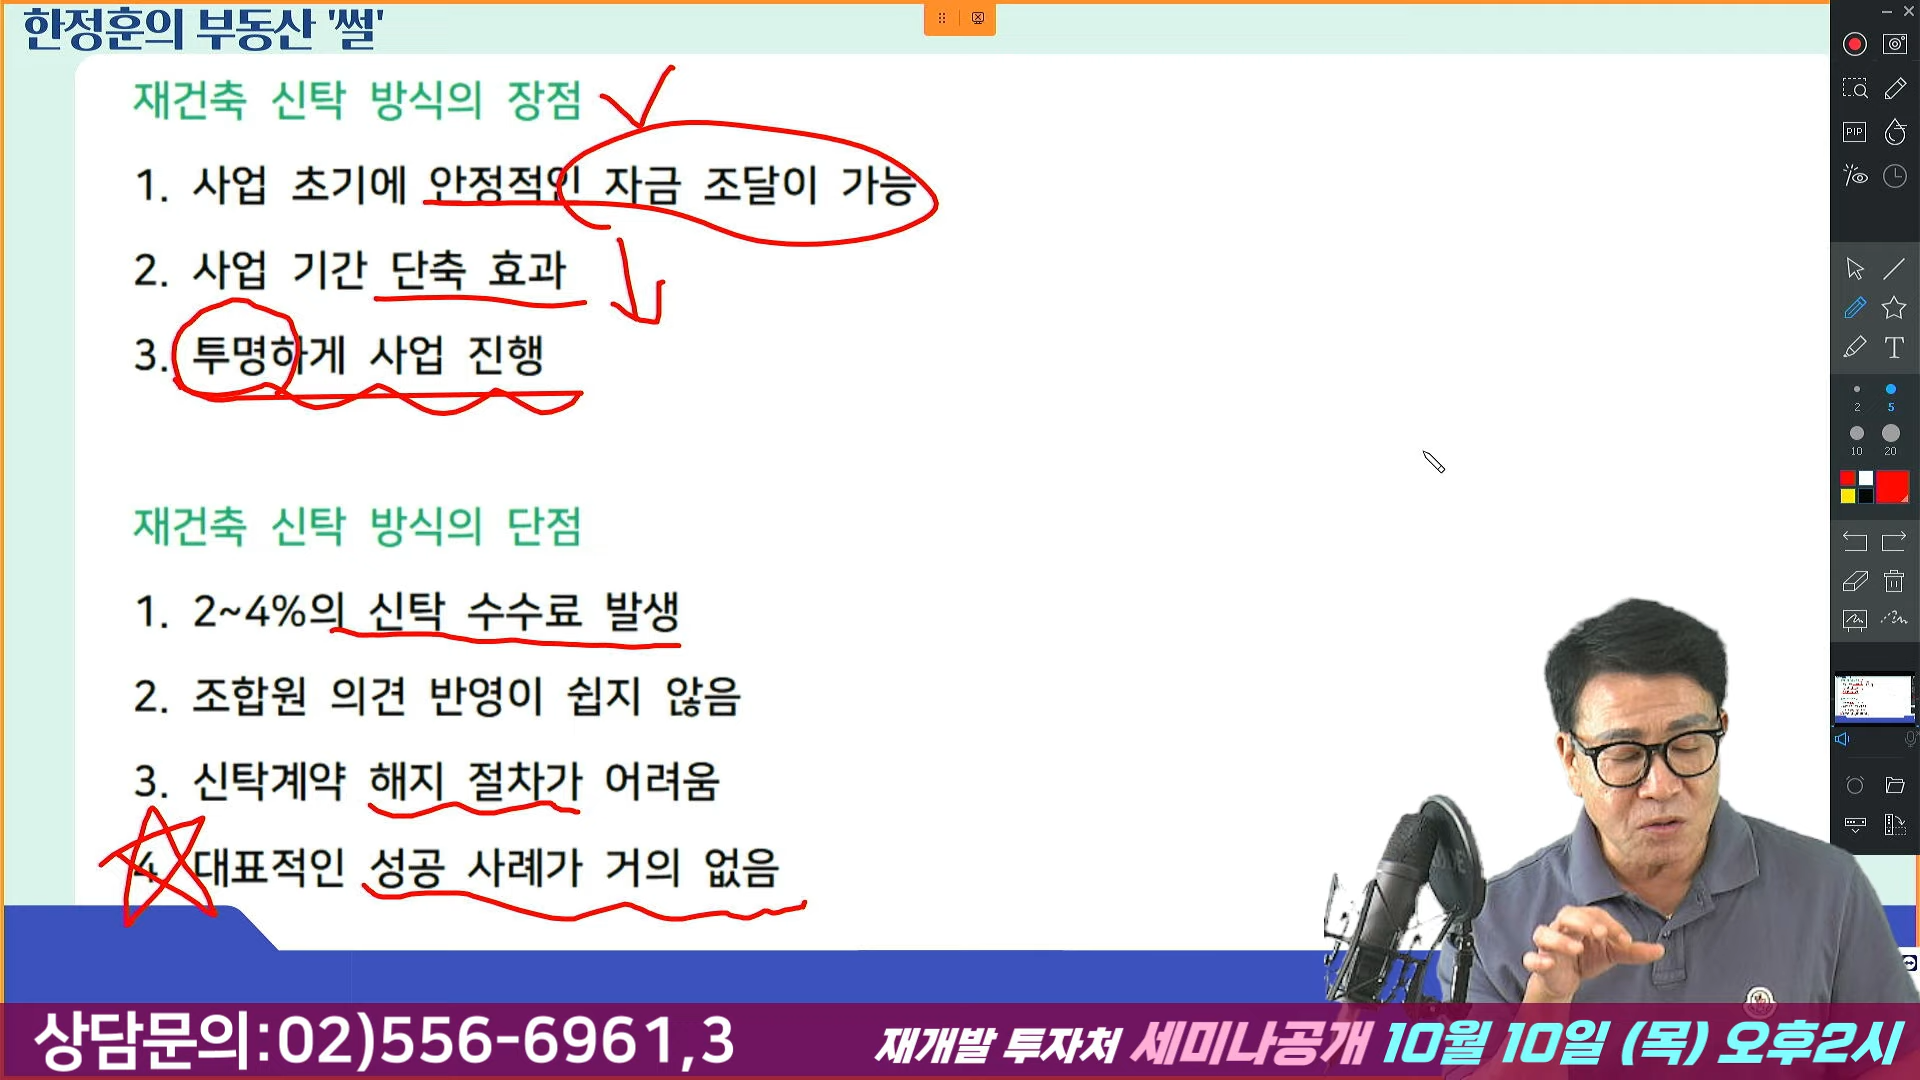 한정훈의 부동산 '썰'
재건축 신탁 방식의 장점
1. 사업 초기에 안정적인 자금 조달이 가능
2. 사업 기간 단축 효과
3. 투명하게 사업 진행
재건축 신탁 방식의 단점
1. 2~4%의 신탁 수수료 발생
2. 조합원 의견 반영이 쉽지 않음
3. 신탁계약 해지 절차가 어려움
4 대표적인 성공 사례가 거의 없음
PIP
T
2 5
10 20
상담문의:02)556-6961,3
재개발 투자처 세미나공개 10월 10일 (목) 오후2시